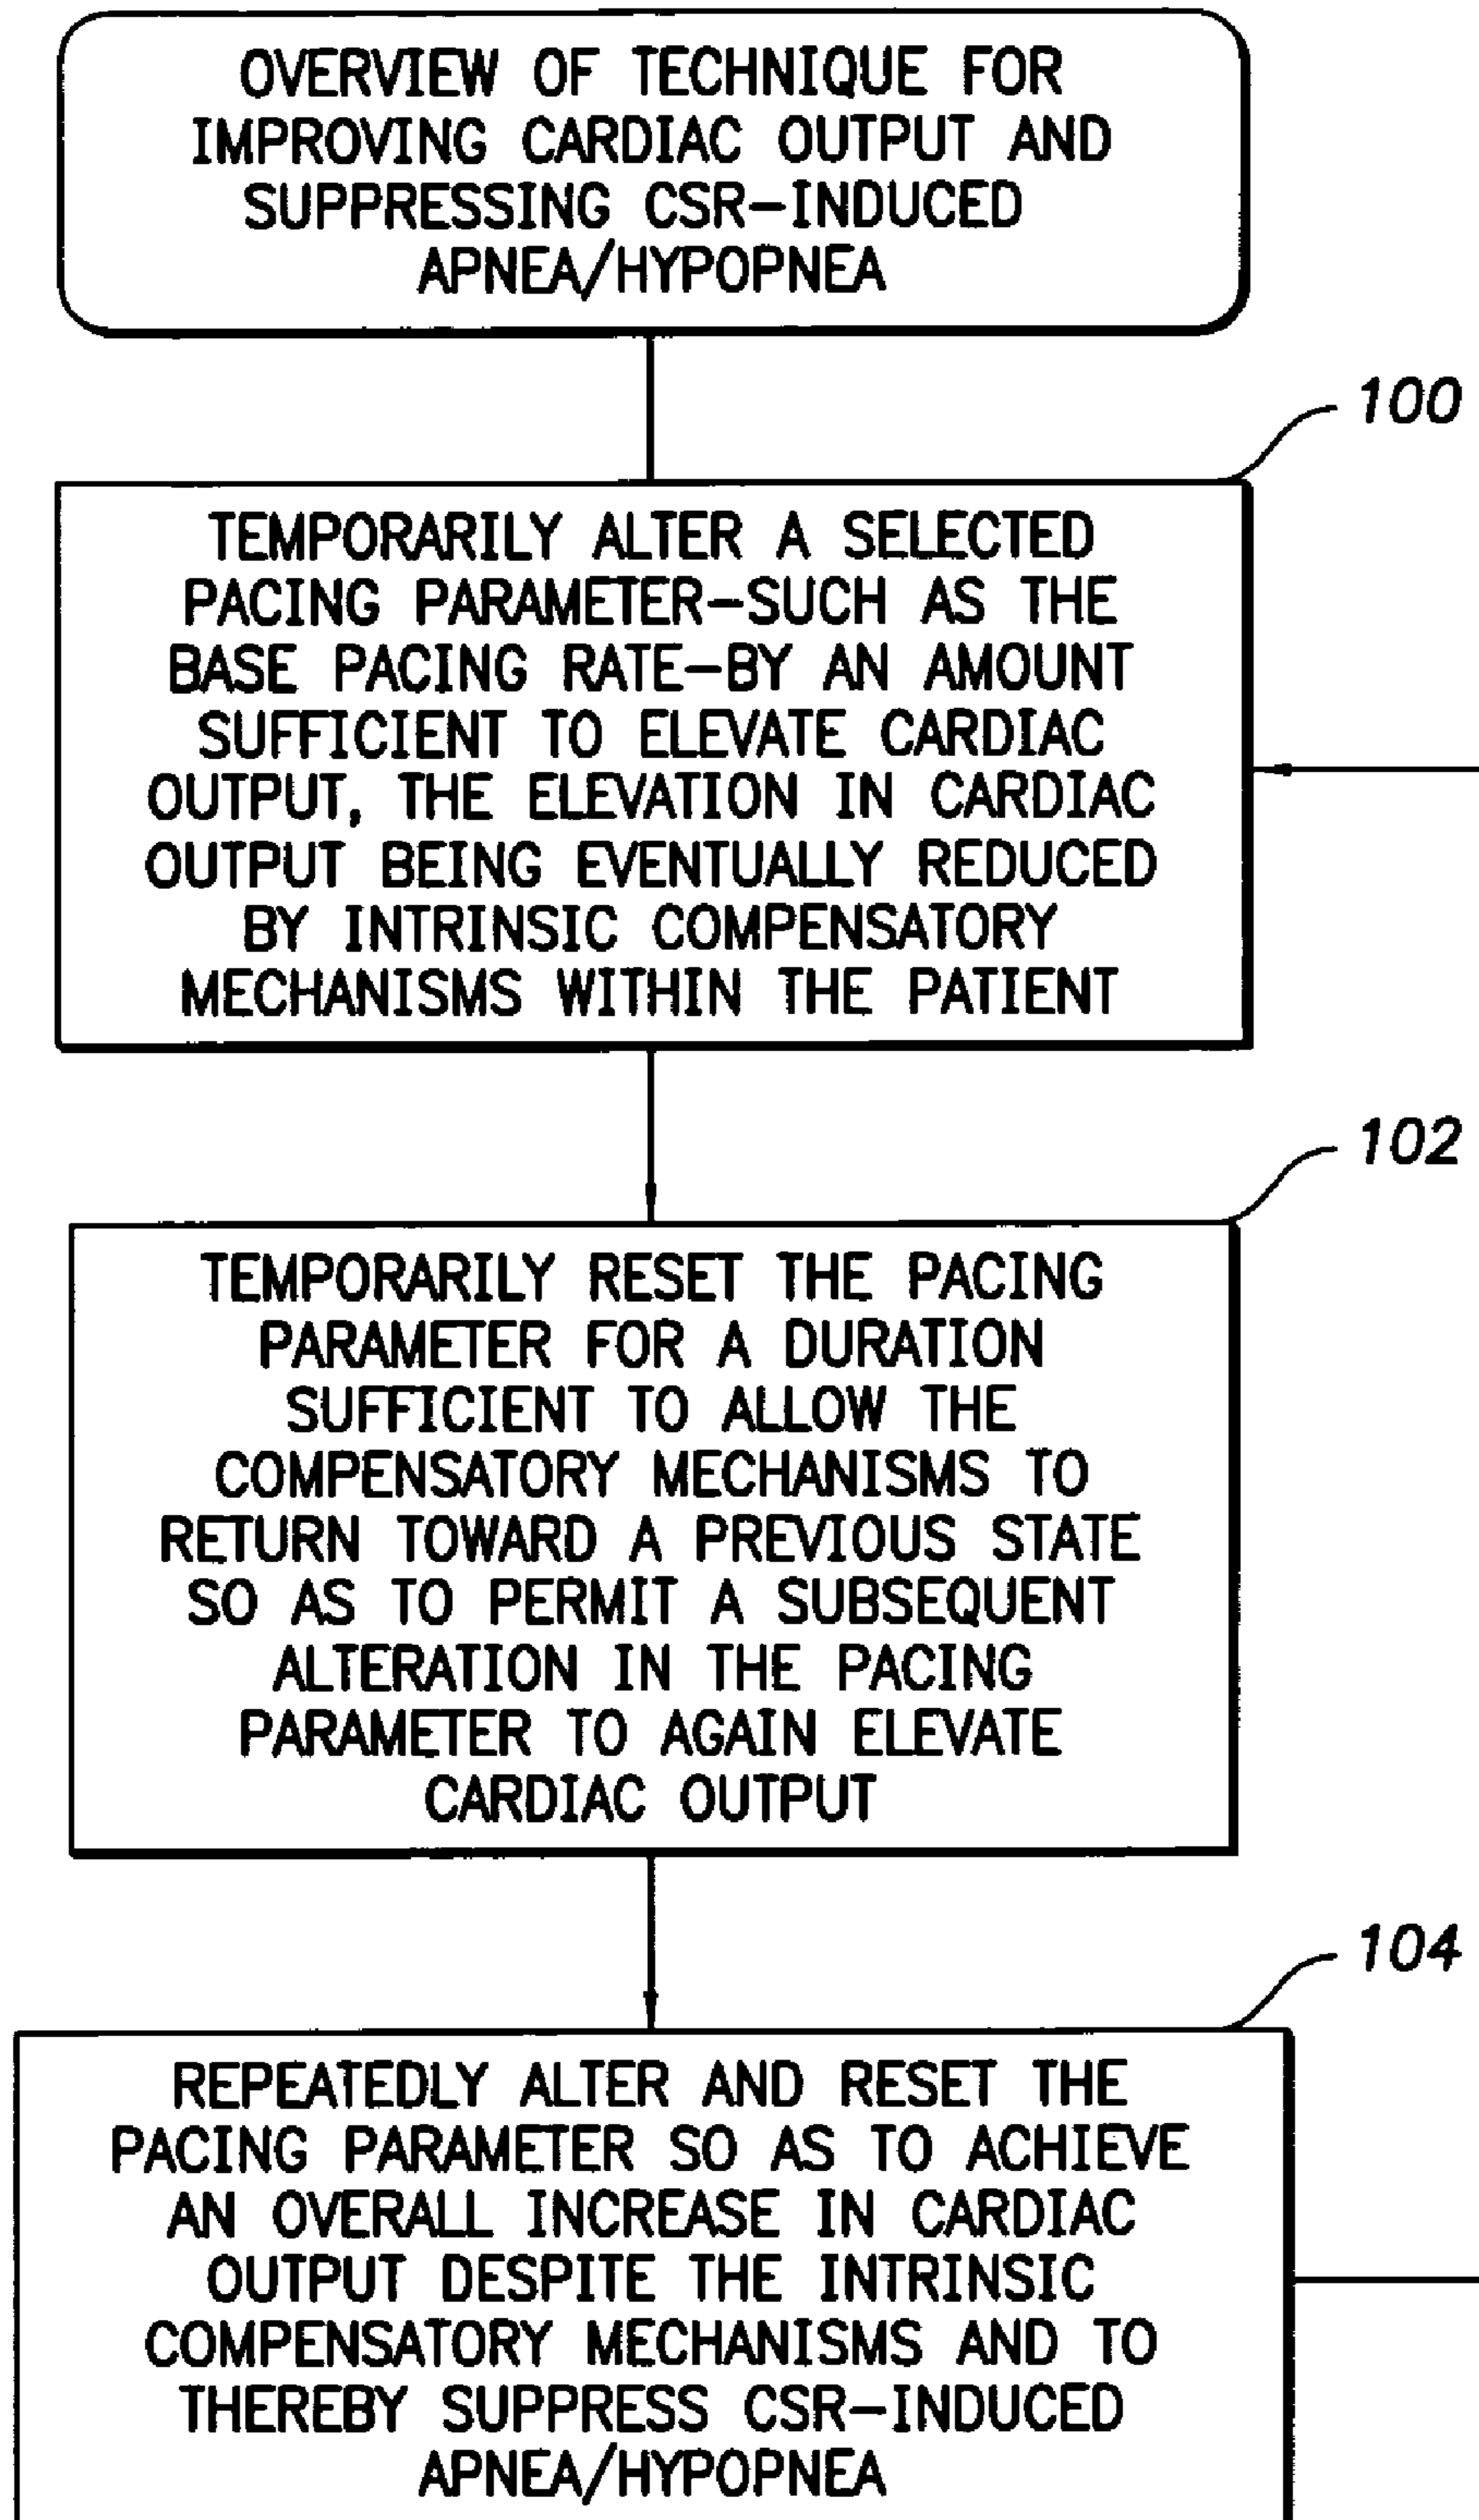 OVERVIEW OF TECHNIQUE FOR
IMPROVING CARDIAC OUTPUT AND
SUPPRESSING CSR-INDUCED
APNEA/HYPOPNEA
100
TEMPORARILY ALTER A SELECTED
PACING PARAMETER-SUCH AS THE
BASE PACING RATE-BY AN AMOUNT
SUFFICIENT TO ELEVATE CARDIAC
OUTPUT, THE ELEVATION IN CARDIAC
OUTPUT BEING EVENTUALLY REDUCED
BY INTRINSIC COMPENSATORY
MECHANISMS WITHIN THE PATIENT
102
TEMPORARILY RESET THE PACING
PARAMETER FOR A DURATION
SUFFICIENT TO ALLOW THE
COMPENSATORY MECHANISMS TO
RETURN TOWARD A PREVIOUS STATE
SO AS TO PERMIT A SUBSEQUENT
ALTERATION IN THE PACING
PARAMETER TO AGAIN ELEVATE
CARDIAC OUTPUT
104
REPEATEDLY ALTER AND RESET THE
PACING PARAMETER SO AS TO ACHIEVE
AN OVERALL INCREASE IN CARDIAC
OUTPUT DESPITE THE INTRINSIC
COMPENSATORY MECHANISMS AND TO
THEREBY SUPPRESS CSR-INDUCED
APNEA/HYPOPNEA